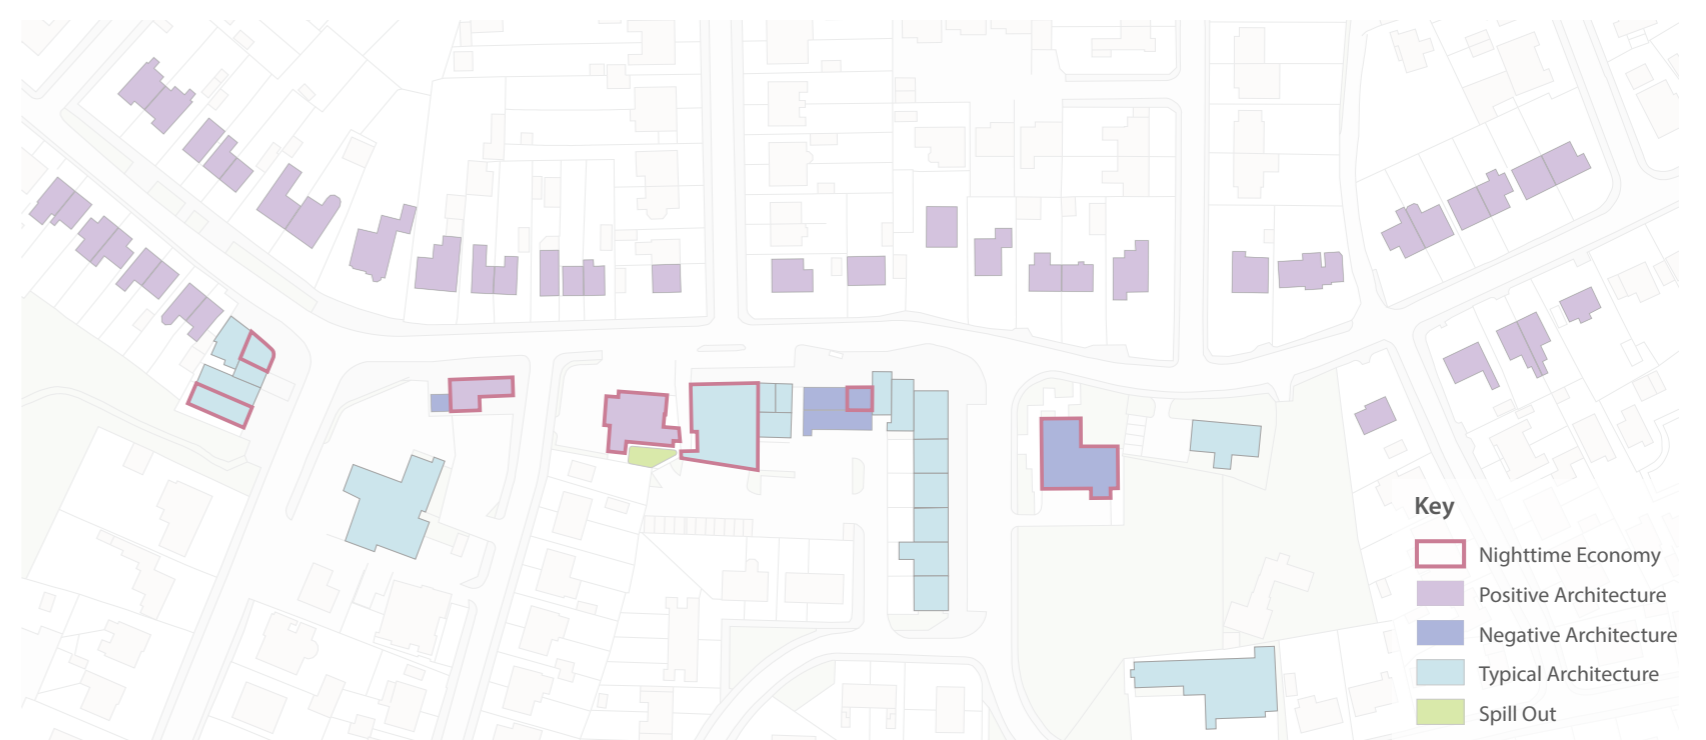 Key
Nighttime Economy
Positive Architecture
Negative Architecture
Typical Architecture
Spill Out